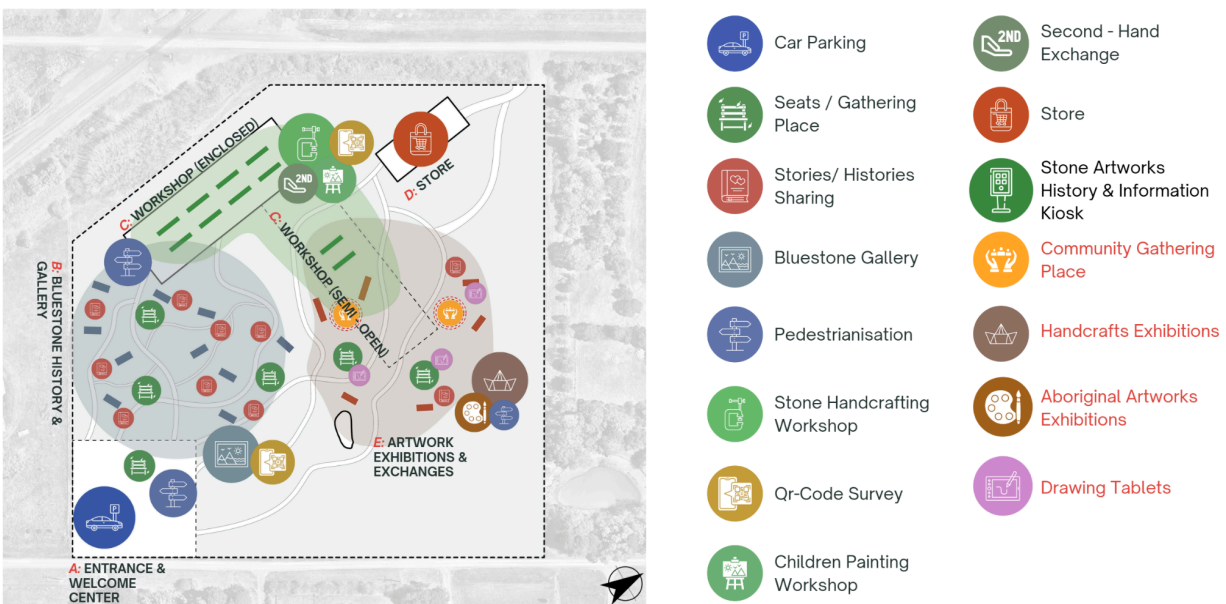 C: WORKSHOP (ENCLOSED)
2ND
D: STORE
C: WORKSHOP (SEMI - OPEN)
B: BLUESTONE HISTORY &
GALLERY
E: ARTWORK
EXHIBITIONS &
EXCHANGES
P
A: ENTRANCE &
WELCOME
CENTER
P
Car Parking
Seats / Gathering
Place
Stories/ Histories
Sharing
Bluestone Gallery
Pedestrianisation
Stone Handcrafting
Workshop
Qr-Code Survey
Children Painting
Workshop
2ND
Second - Hand
Exchange
Store
Stone Artworks
History & Information
Kiosk
Community Gathering
Place
Handcrafts Exhibitions
Aboriginal Artworks
Exhibitions
Drawing Tablets